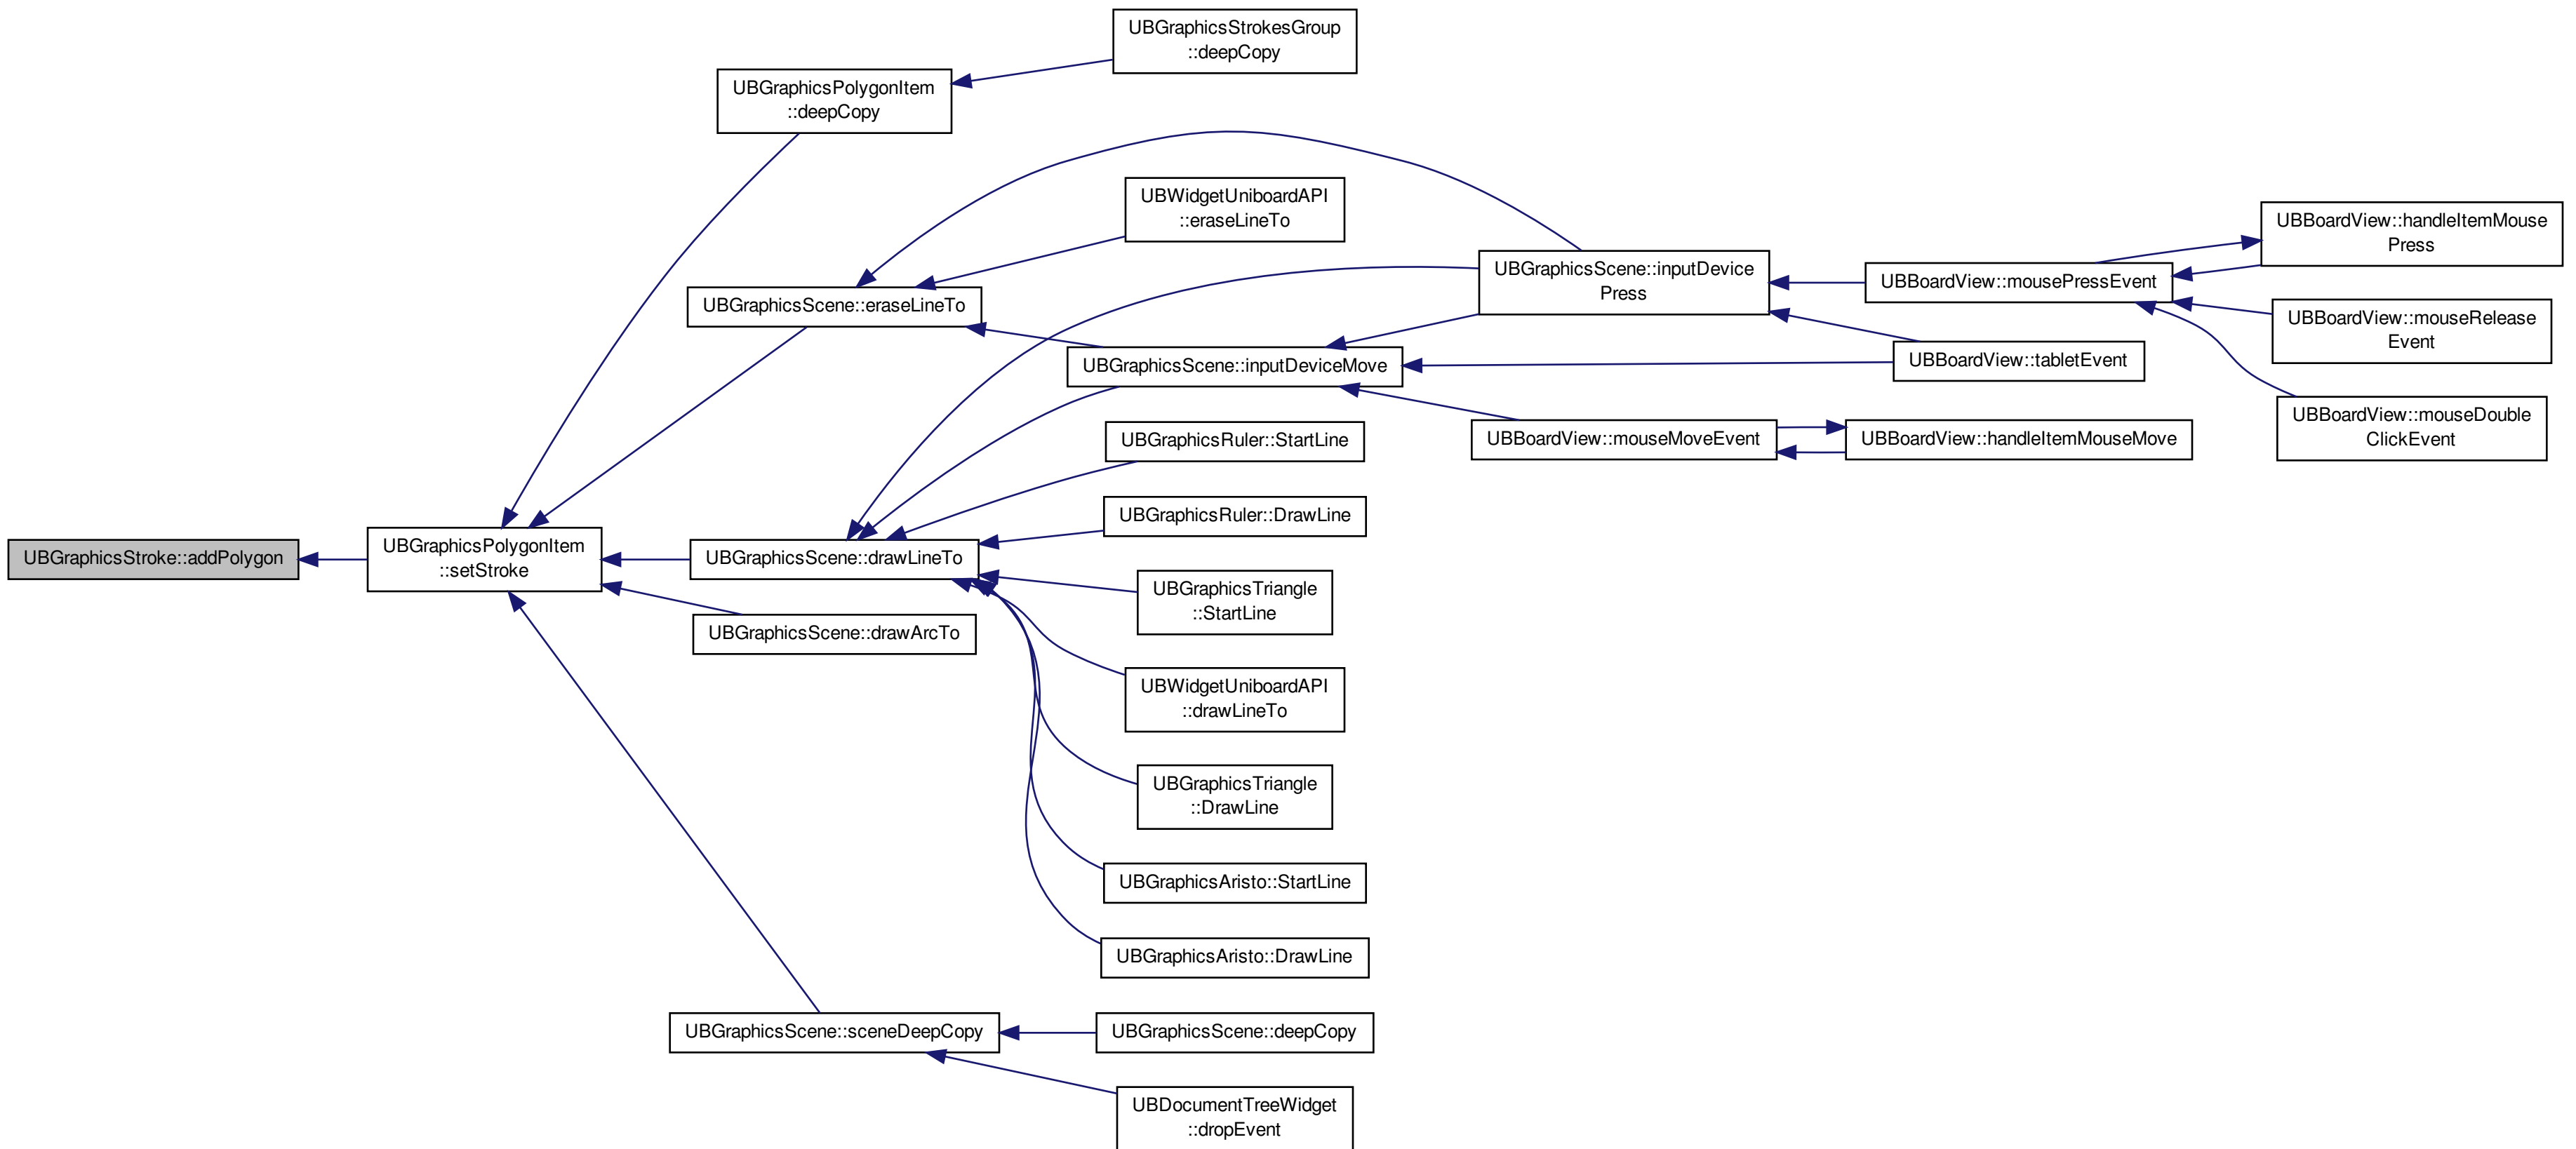 UBGraphicsStrokesGroup
::deepCopy
UBGraphicsPolygonItem
::deepCopy
UBWidgetUniboardAPI
::eraseLineTo
UBBoardView::handleItemMouse
Press
UBGraphicsScene::inputDevice
Press
UBBoardView::mousePressEvent
UBGraphicsScene::eraseLineTo
UBBoardView::mouseRelease
Event
UBGraphicsScene::inputDeviceMove
UBBoardView::tabletEvent
UBBoardView::mouseDouble
ClickEvent
UBGraphicsRuler::StartLine
UBBoardView::mouseMoveEvent
UBBoardView::handleItemMouseMove
UBGraphicsRuler::DrawLine
UBGraphicsStroke::addPolygon
UBGraphicsPolygonItem
::setStroke
UBGraphicsScene::drawLineTo
UBGraphicsTriangle
::StartLine
UBGraphicsScene::drawArcTo
UBWidgetUniboardAPI
::drawLineTo
UBGraphicsTriangle
::DrawLine
UBGraphicsAristo::StartLine
UBGraphicsAristo::DrawLine
UBGraphicsScene::sceneDeepCopy
UBGraphicsScene::deepCopy
UBDocumentTreeWidget
::dropEvent